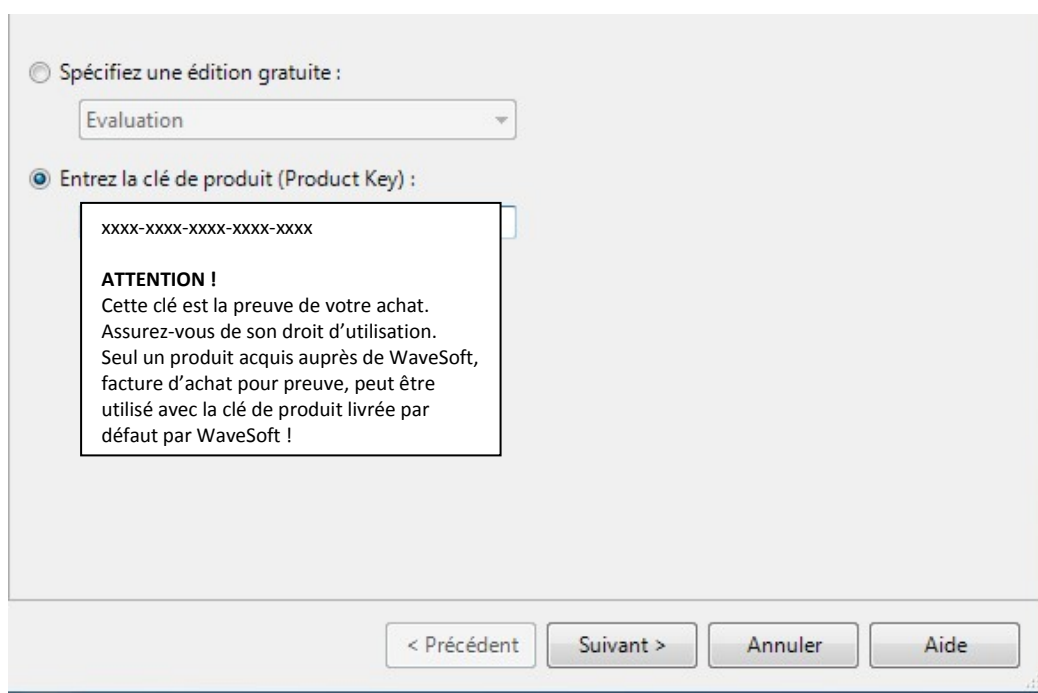 Spécifiez une édition gratuite :
Evaluation
Entrez la clé de produit (Product Key) :
xxxx-xxxx-xxxx-xxxx-xxxx
ATTENTION !
Cette clé est la preuve de votre achat.
Assurez-vous de son droit d’utilisation.
Seul un produit acquis auprès de WaveSoft,
facture d’achat pour preuve, peut être
utilisé avec la clé de produit livrée par
défaut par WaveSoft !
< Précédent Suivant > Annuler Aide